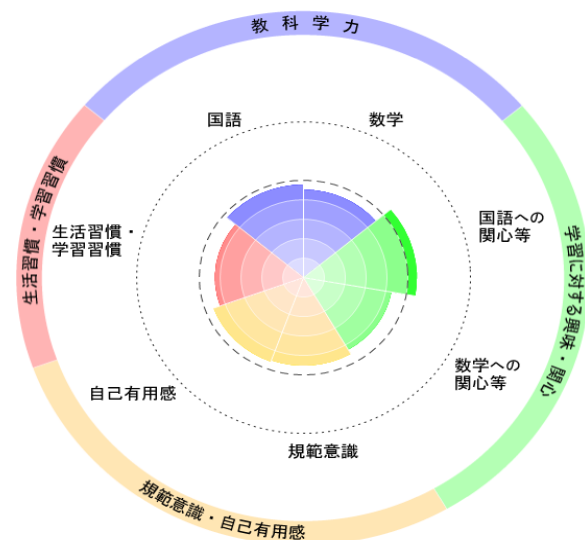 教科学力
国語
数学
生活習慣・学習習慣
生活習慣・
学習習慣
国語への
関心等
学習に対する興味・関心
数学への
関心等
自己有用感
規範意識
規範意識・自己有用感